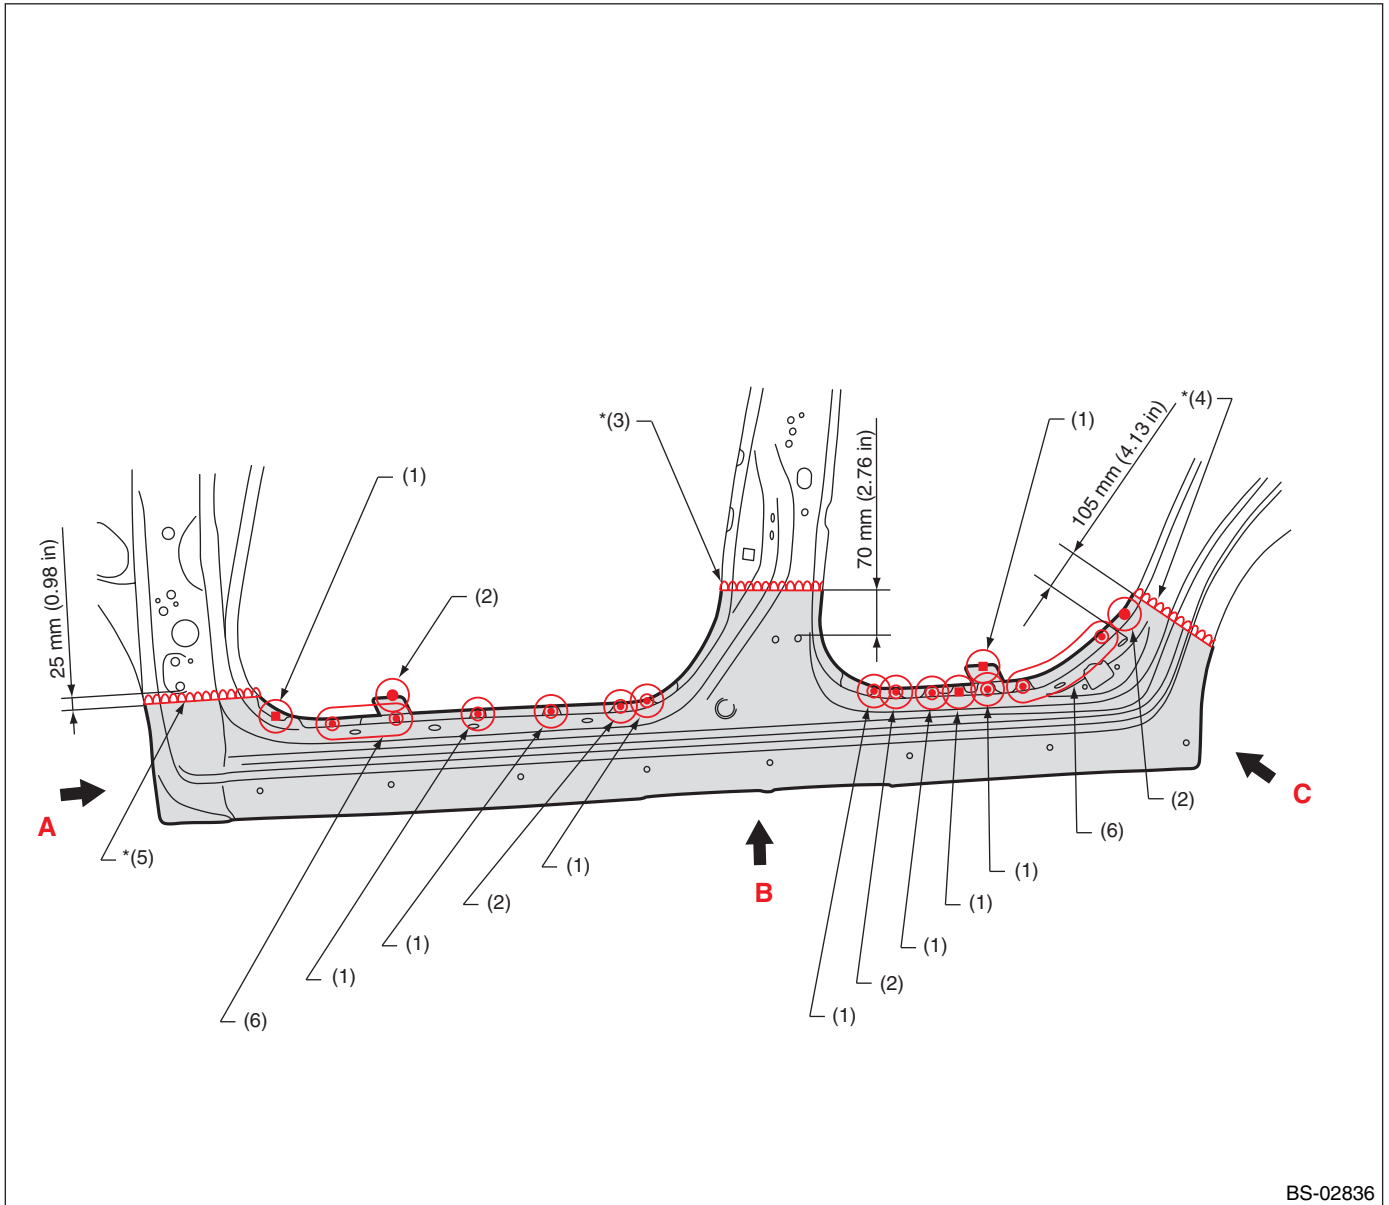 *(3)
*(4)
(1)
105 mm (4.13 in)
70 mm (2.76 in)
(1)
25 mm (0.98 in)
(2)
(1)
A
*(5)
(6)
(1)
(1)
(2)
(1)
B
(1)
(2)
(1)
(1)
(1)
(6)
(2)
C
BS-02836